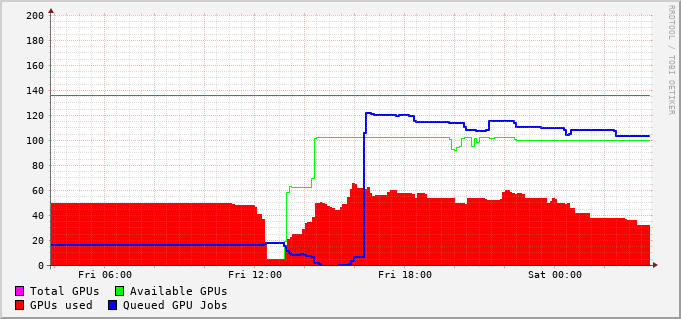 200
180
160
140
120
100
80
60
40
20
0
Fri 06:00 Fri 12:00 Fri 18:00 Sat 00:00
Total GPUs Available GPUs
GPUs used Queued GPU Jobs
RRDTOOL / TOBI OETIKER